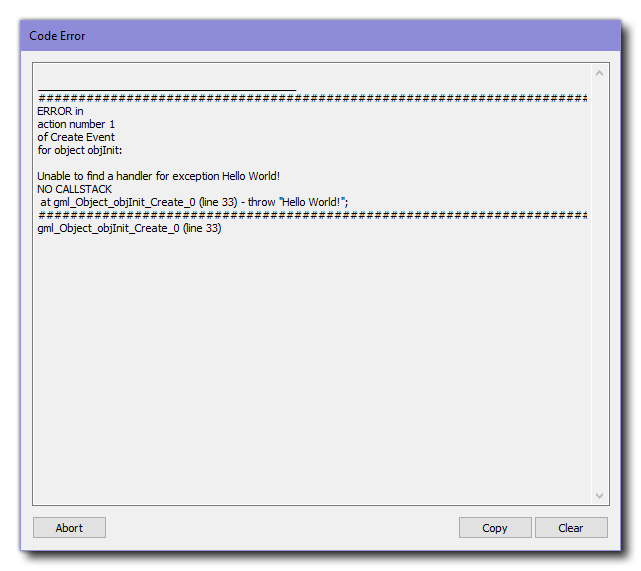 Code Error
________________________________________
#####################################################################
ERROR in
action number 1
of Create Event
for object objInit:
Unable to find a handler for exception Hello World!
NO CALLSTACK
at gml_Object_objInit_Create_0 (line 33) - throw "Hello World!";
#####################################################################
gml_Object_objInit_Create_0 (line 33)
Abort Copy Clear